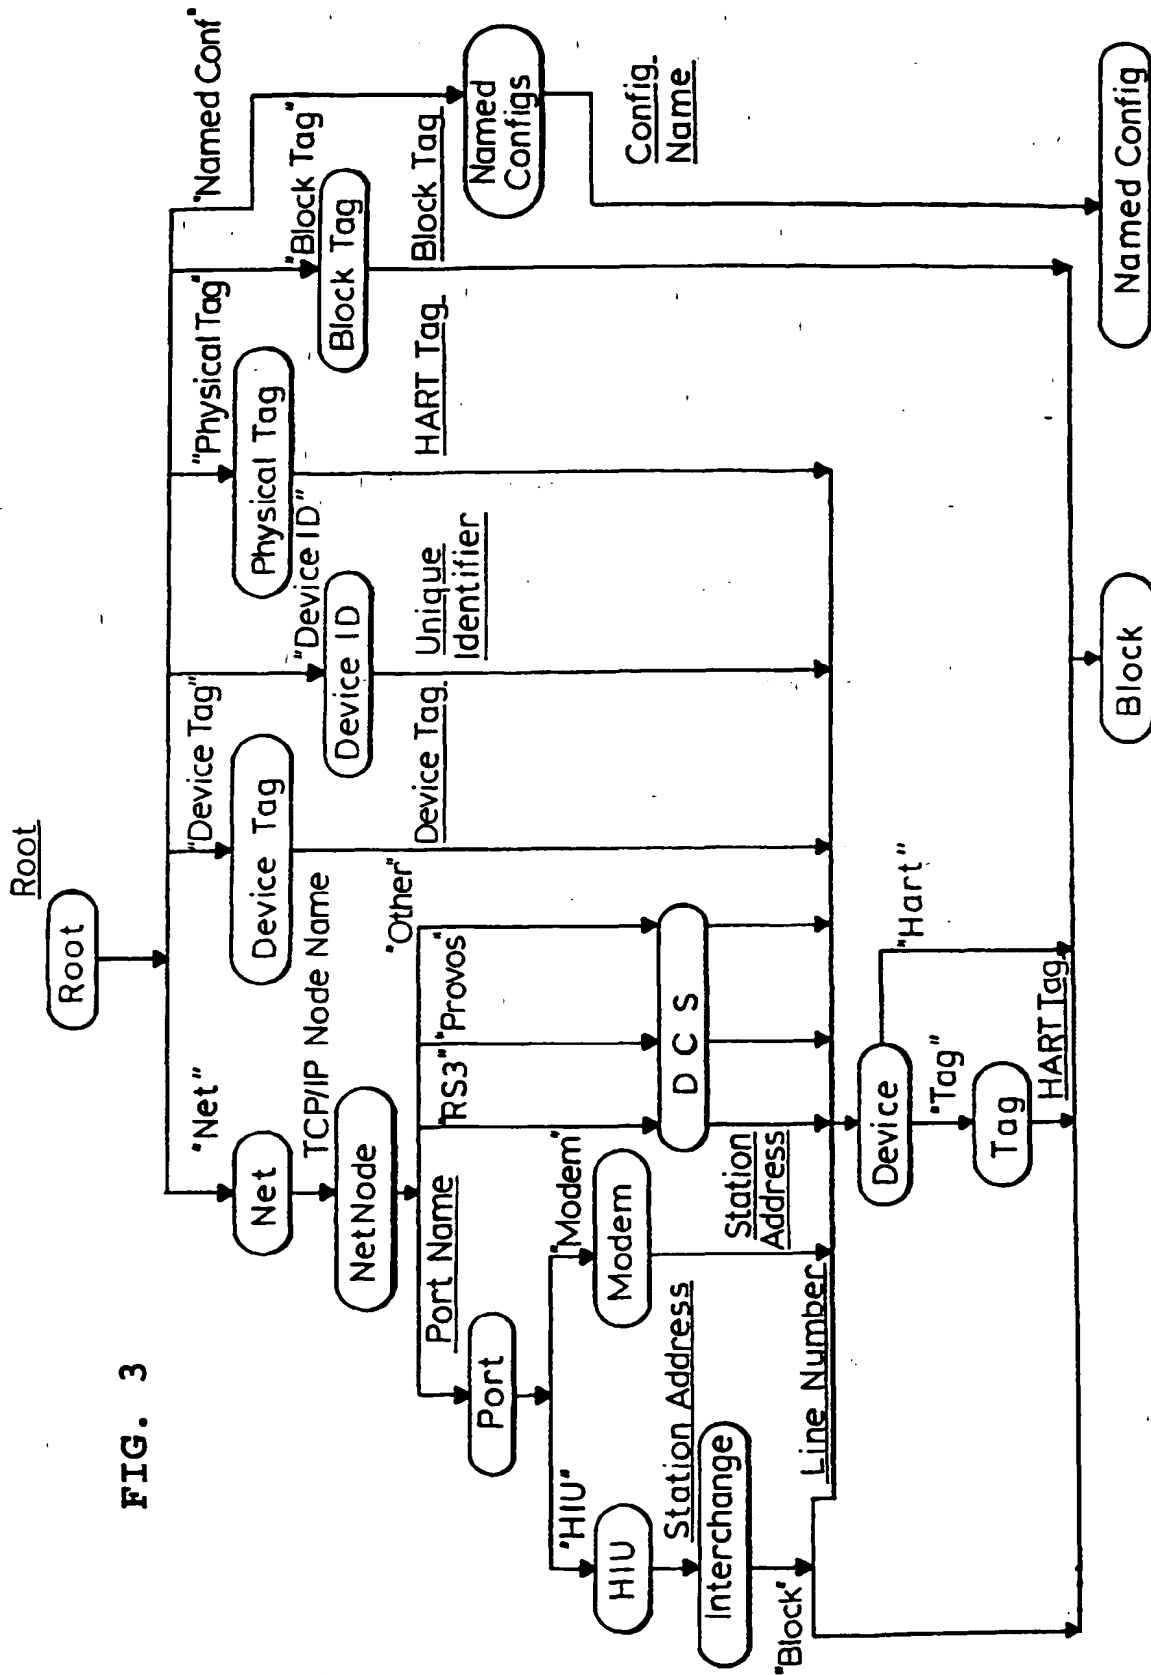 FIG. 3
Root
Root
"Net"
"Device Tag"
"Physical Tag"
"Named Conf"
Net
Device Tag
Physical Tag
TCP/IP Node Name
"Device ID"
"Block Tag"
NetNode
Device ID
Block Tag
Port Name
"RS3"
"Provos"
"Other"
Device Tag
Unique
Identifier
HART Tag
Block Tag
Port
Named
Configs
"HIU"
"Modem"
HIU
Modem
DCS
Config
Name
Station Address
Station
Address
Interchange
"Block"
Line Number
Device
"Hart"
"Tag"
Tag
HART Tag
Block
Named Config